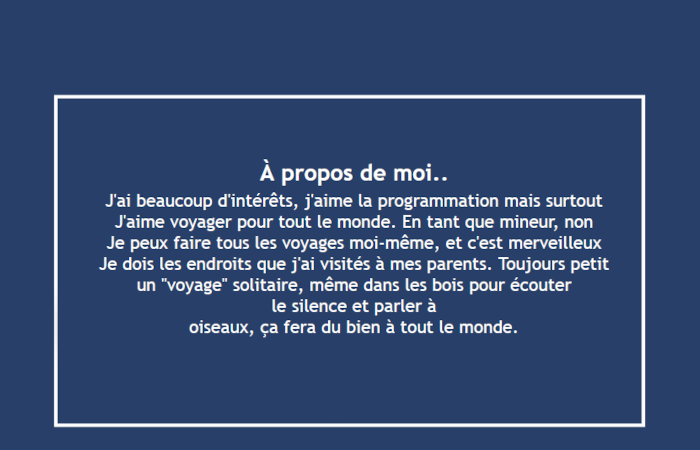 À propos de moi..
J'ai beaucoup d'intérêts, j'aime la programmation mais surtout
J'aime voyager pour tout le monde. En tant que mineur, non
Je peux faire tous les voyages moi-même, et c'est merveilleux
Je dois les endroits que j'ai visités à mes parents. Toujours petit
un "voyage" solitaire, même dans les bois pour écouter
le silence et parler à
oiseaux, ça fera du bien à tout le monde.